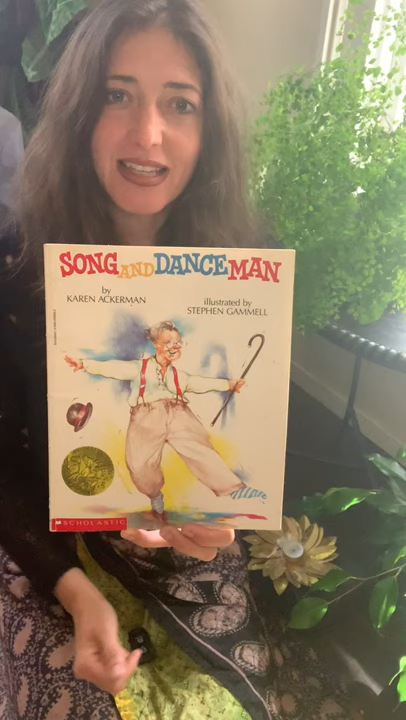 SONG AND DANCE MAN
by
KAREN ACKERMAN
illustrated by
STEPHEN GAMMELL
SCHOLASTIC